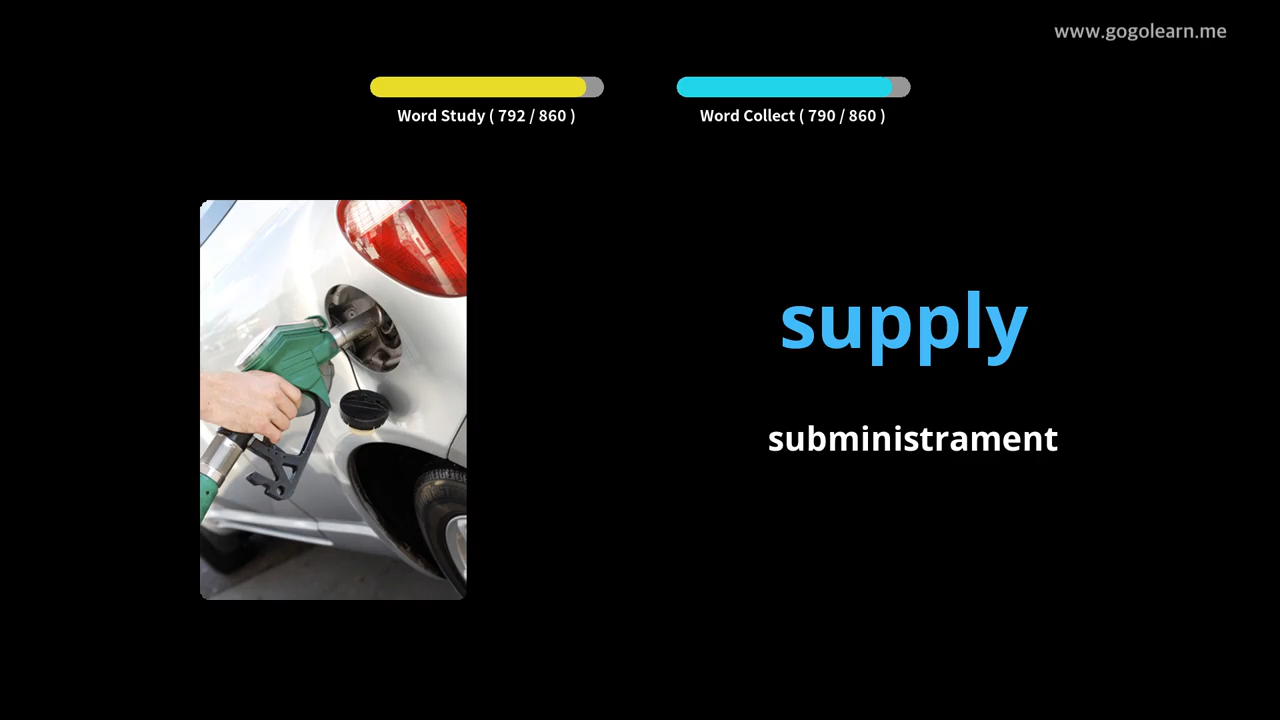 www.gogolearn.me
Word Study ( 792 / 860 )
Word Collect ( 790 / 860 )
supply
subministrament